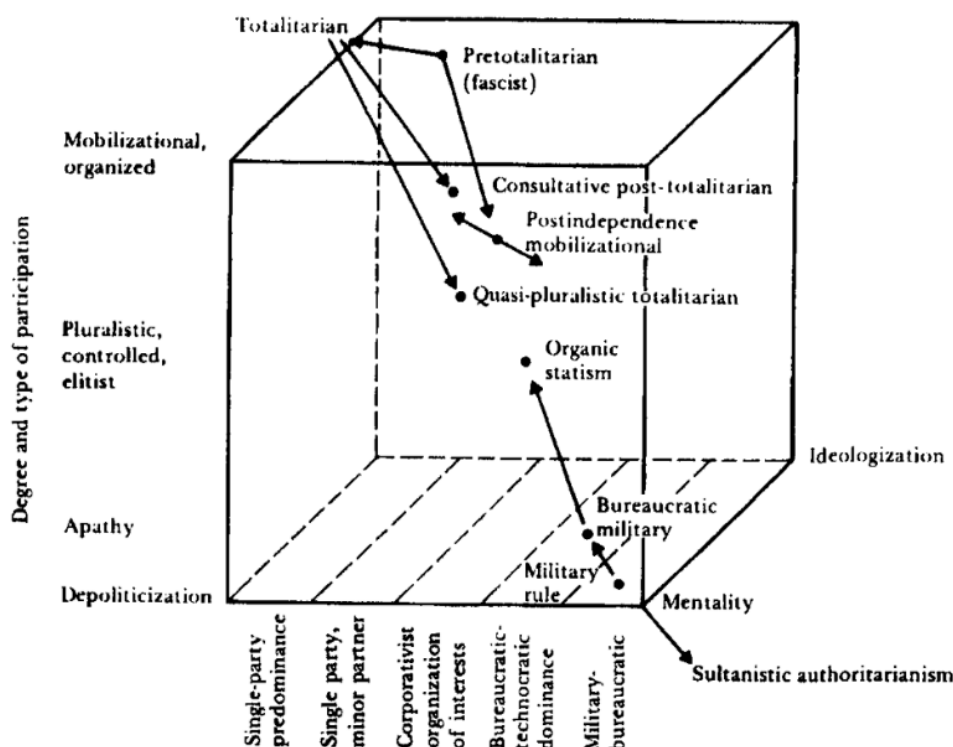 Totalitarian
Pretotalitarian
(fascist)
Mobilizational,
organized
Consultative post-totalitarian
Postindependence
mobilizational
Quasi-pluralistic totalitarian
Degree and type of participation
Pluralistic,
controlled,
elitist
Organic
statism
Ideologization
Apathy
Bureaucratic
military
Depoliticization
Military
rule
Mentality
Sultanistic authoritarianism
Single-party
predominance
Single party,
minor partner
Corporativist
organization
of interests
Bureaucratic-
technocratic
dominance
Military-
bureaucratic